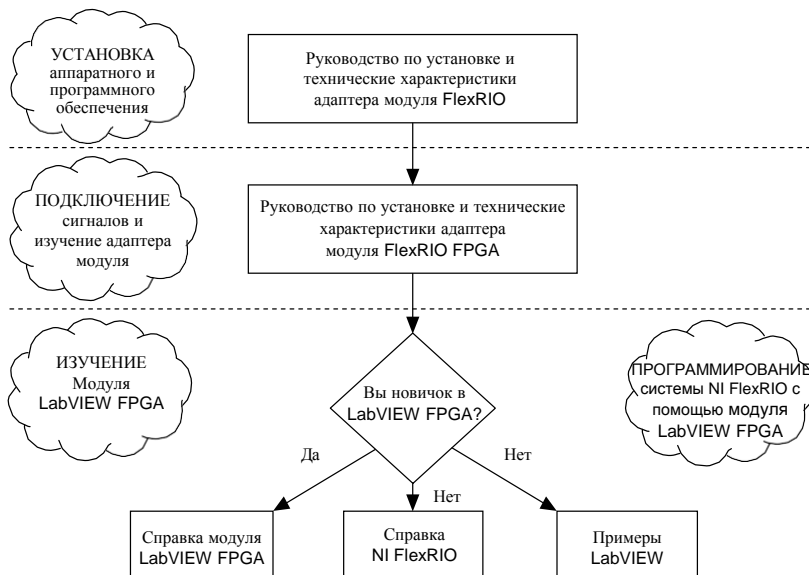 УСТАНОВКА
аппаратного и
программного
обеспечения
Руководство по установке и
технические характеристики
адаптера модуля FlexRIO
ПОДКЛЮЧЕНИЕ
сигналов и
изучение адаптера
модуля
Руководство по установке и технические
характеристики адаптера
модуля FlexRIO FPGA
ИЗУЧЕНИЕ
Модуля
LabVIEW FPGA
Вы новичок в
LabVIEW FPGA?
ПРОГРАММИРОВАНИЕ
системы NI FlexRIO с
помощью модуля
LabVIEW FPGA
Да
Нет
Нет
Справка модуля
LabVIEW FPGA
Справка
NI FlexRIO
Примеры
LabVIEW